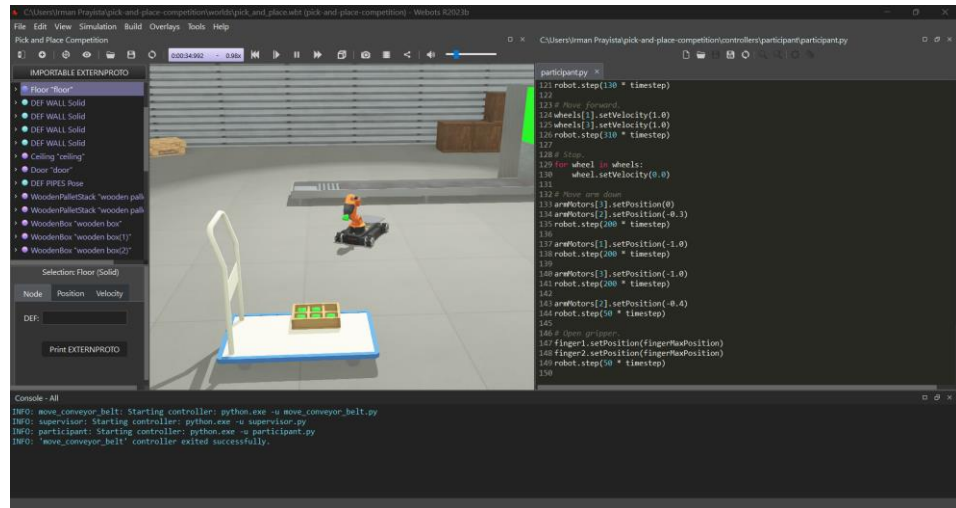 C:\Users\Irman Prayista\pick-and-place-competition\worlds\pick_and_place.wbt (pick-and-place-competition) - Webots R2023b
File Edit View Simulation Build Overlays Tools Help
Pick and Place Competition
0:00:34:992 - 0.98x
IMPORTABLE EXTERNPROTO
Floor "floor"
DEF WALL Solid
DEF WALL Solid
DEF WALL Solid
DEF WALL Solid
Ceiling "ceiling"
Door "door"
DEF PIPES Pose
WoodenPalletStack "wooden pall
WoodenPalletStack "wooden pall
WoodenBox "wooden box"
WoodenBox "wooden box(1)"
WoodenBox "wooden box(2)"
Selection: Floor (Solid)
Node Position Velocity
DEF:
Print EXTERNPROTO
C:\Users\Irman Prayista\pick-and-place-competition\controllers\participant\participant.py
participant.py ×
121 robot.step(130 * timestep)
122
123 # Move forward.
124 wheels[1].setVelocity(1.0)
125 wheels[3].setVelocity(1.0)
126 robot.step(310 * timestep)
127
128 # Stop.
129 for wheel in wheels:
130 wheel.setVelocity(0.0)
131
132 # Move arm down
133 armMotors[3].setPosition(0)
134 armMotors[2].setPosition(-0.3)
135 robot.step(200 * timestep)
136
137 armMotors[1].setPosition(-1.0)
138 robot.step(200 * timestep)
139
140 armMotors[3].setPosition(-1.0)
141 robot.step(200 * timestep)
142
143 armMotors[2].setPosition(-0.4)
144 robot.step(50 * timestep)
145
146 # Open gripper.
147 finger1.setPosition(fingerMaxPosition)
148 finger2.setPosition(fingerMaxPosition)
149 robot.step(50 * timestep)
150
Console - All
INFO: move_conveyor_belt: Starting controller: python.exe -u move_conveyor_belt.py
INFO: supervisor: Starting controller: python.exe -u supervisor.py
INFO: participant: Starting controller: python.exe -u participant.py
INFO: 'move_conveyor_belt' controller exited successfully.